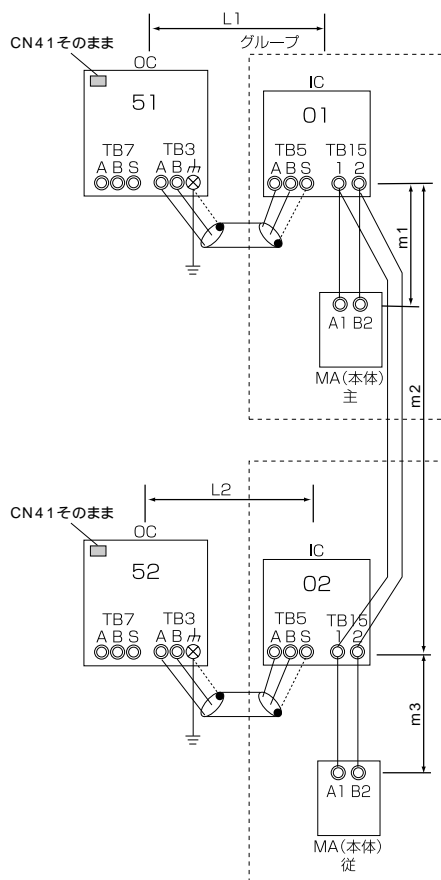 L1
CN41そのまま
グループ
OC
IC
51
01
TB7 TB3
TB5 TB15
A B S A B
A B S 1 2
m1
A1 B2
MA(本体)
主
m2
L2
CN41そのまま
OC
IC
52
02
TB7 TB3
TB5 TB15
A B S A B
A B S 1 2
m3
A1 B2
MA(本体)
従